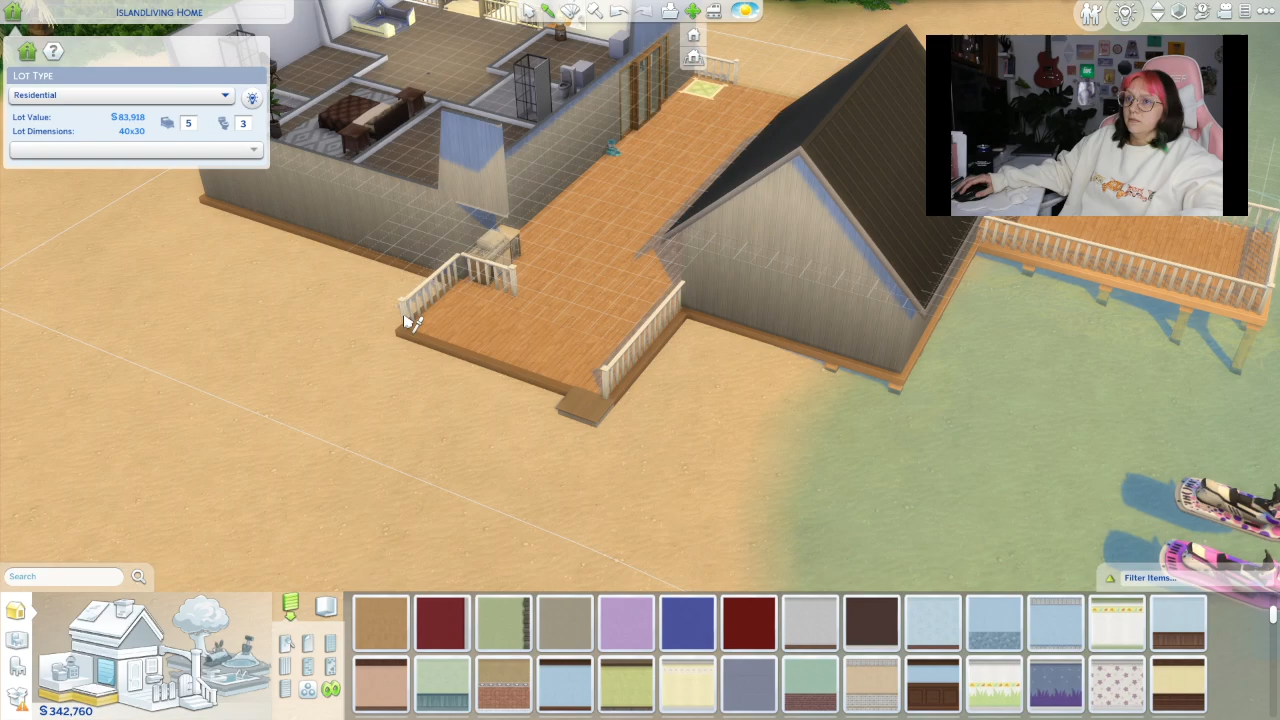 IslandLiving Home
Lot Type
Residential
Lot Value: §83,918 5 3
Lot Dimensions: 40x30
Search
Filter Items...
§342,760